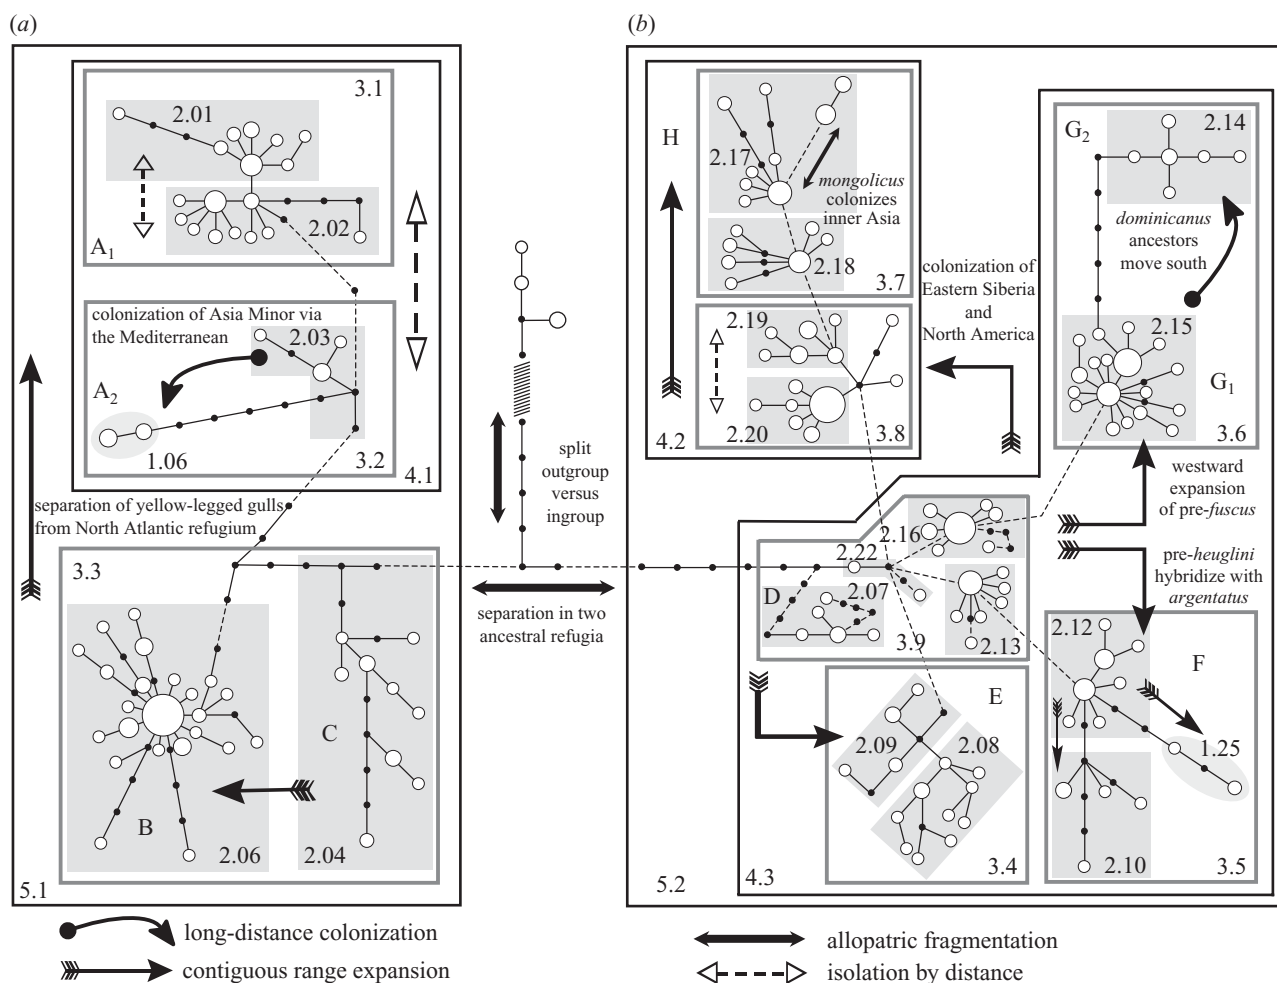 (a)
3.1
2.01
2.02
A1
colonization of Asia Minor via
the Mediterranean
2.03
A2
1.06
3.2
4.1
separation of yellow-legged gulls
from North Atlantic refugium
3.3
B
C
2.06
2.04
5.1
split
outgroup
versus
ingroup
separation in two
ancestral refugia
(b)
H
2.17
mongolicus
colonizes
inner Asia
2.18
3.7
2.19
2.20
3.8
4.2
colonization of
Eastern Siberia
and
North America
G2
2.14
dominicanus
ancestors
move south
2.15
G1
3.6
westward
expansion
of pre-fuscus
pre-heuglini
hybridize with
argentatus
2.16
2.22
2.07
D
3.9
2.13
2.12
F
1.25
2.10
3.5
E
2.09
2.08
3.4
4.3
5.2
long-distance colonization
contiguous range expansion
allopatric fragmentation
isolation by distance